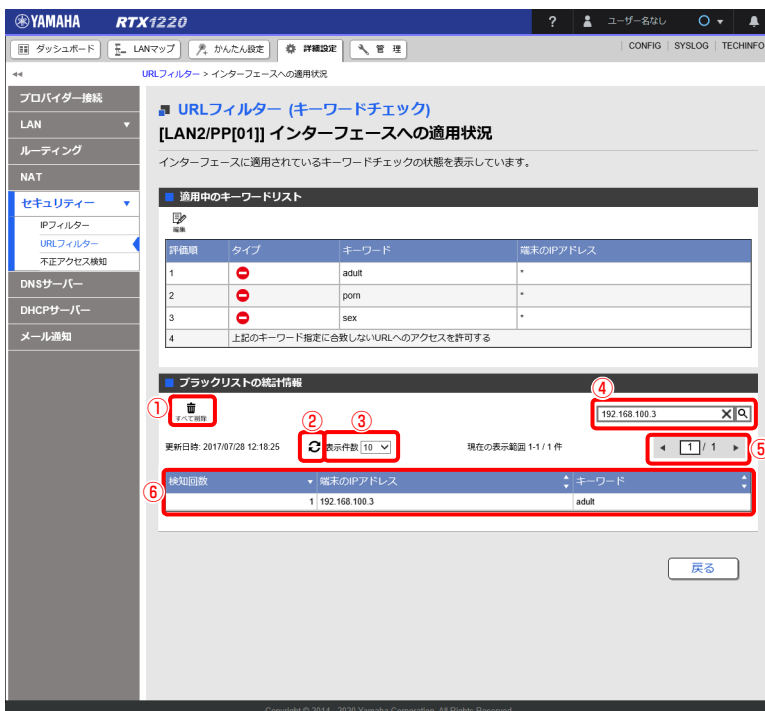 YAMAHA RTX1220 ? ユーザー名なし
ダッシュボード LANマップ かんたん設定 詳細設定 管 理 CONFIG SYSLOG TECHINFO
URLフィルター > インターフェースへの適用状況
プロバイダー接続
LAN
ルーティング
NAT
セキュリティー
IPフィルター
URLフィルター
不正アクセス検知
DNSサーバー
DHCPサーバー
メール通知
URLフィルター (キーワードチェック)
[LAN2/PP[01]] インターフェースへの適用状況
インターフェースに適用されているキーワードチェックの状態を表示しています。
適用中のキーワードリスト
編集
評価順 タイプ キーワード 端末のIPアドレス
1 adult *
2 porn *
3 sex *
4 上記のキーワード指定に合致しないURLへのアクセスを許可する
ブラックリストの統計情報
① すべて削除 ④ 192.168.100.3
② ③ ⑤
更新日時: 2017/07/28 12:18:25 表示件数 10 現在の表示範囲 1-1 / 1 件 1 / 1
⑥ 検知回数 端末のIPアドレス キーワード
1 192.168.100.3 adult
戻る
Copyright © 2014 - 2020 Yamaha Corporation. All Rights Reserved.